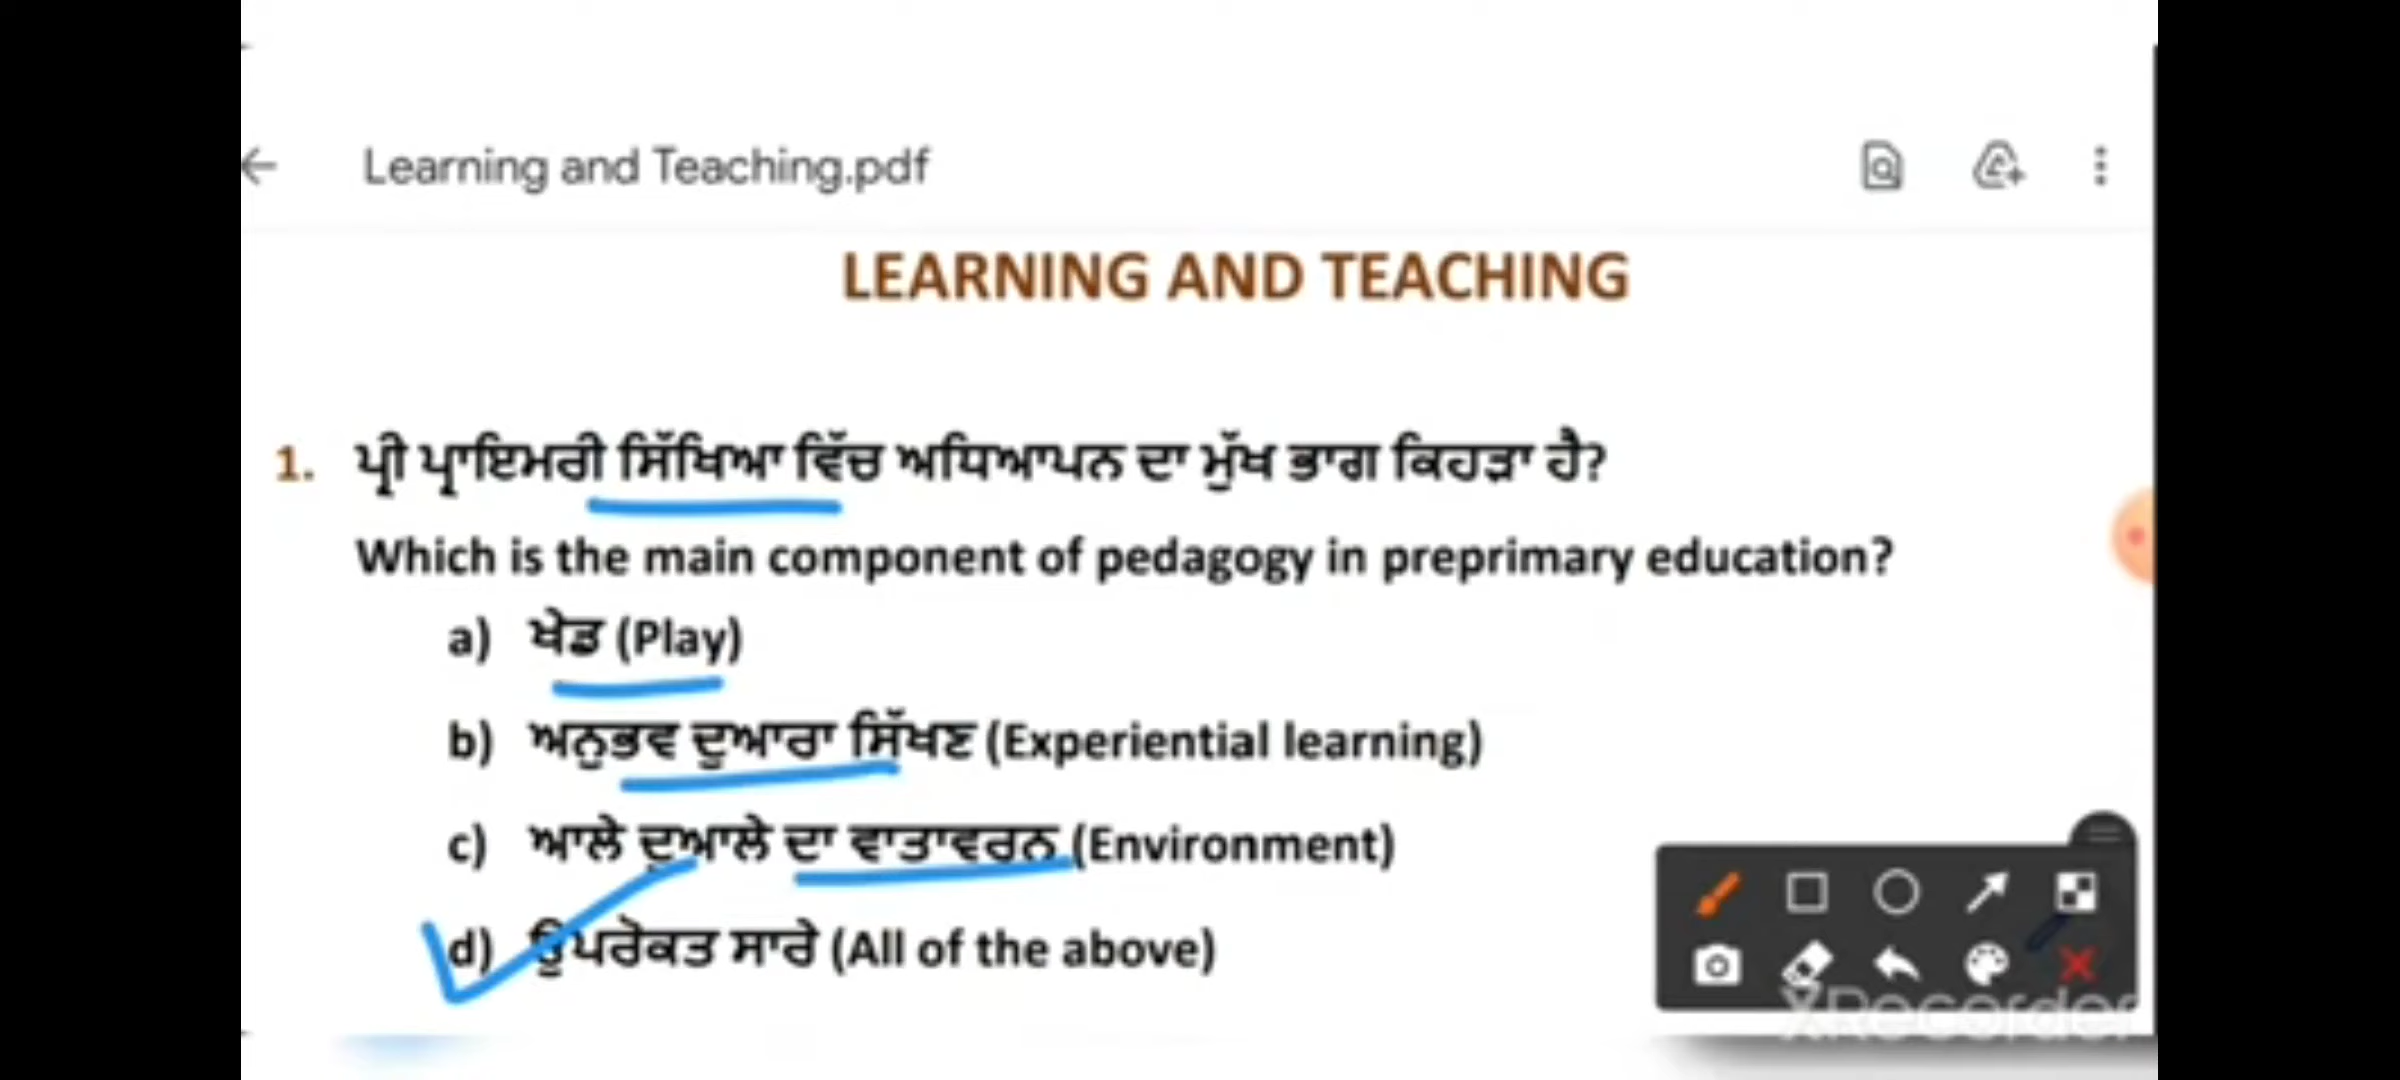 Learning and Teaching.pdf
LEARNING AND TEACHING
1. ਪ੍ਰੀ ਪ੍ਰਾਇਮਰੀ ਸਿੱਖਿਆ ਵਿੱਚ ਅਧਿਆਪਨ ਦਾ ਮੁੱਖ ਭਾਗ ਕਿਹੜਾ ਹੈ?
Which is the main component of pedagogy in preprimary education?
a) ਖੇਡ (Play)
b) ਅਨੁਭਵ ਦੁਆਰਾ ਸਿੱਖਣ (Experiential learning)
c) ਆਲੇ ਦੁਆਲੇ ਦਾ ਵਾਤਾਵਰਨ (Environment)
d) ਉਪਰੋਕਤ ਸਾਰੇ (All of the above)
XRecorder